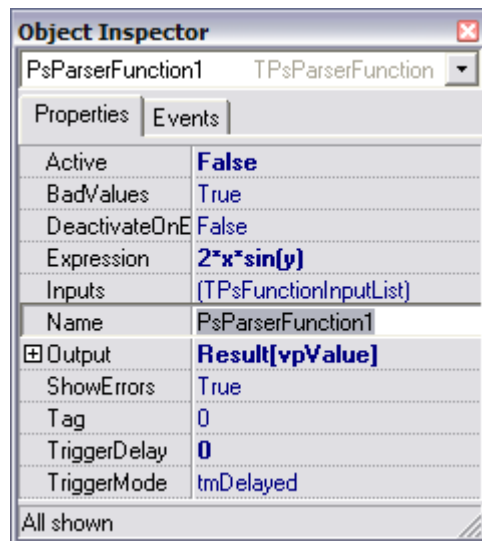 Object Inspector
PsParserFunction1 TPsParserFunction
Properties Events
Active False
BadValues True
DeactivateOnE False
Expression 2*x*sin(y)
Inputs (TPsFunctionInputList)
Name PsParserFunction1
Output Result[vpValue]
ShowErrors True
Tag 0
TriggerDelay 0
TriggerMode tmDelayed
All shown